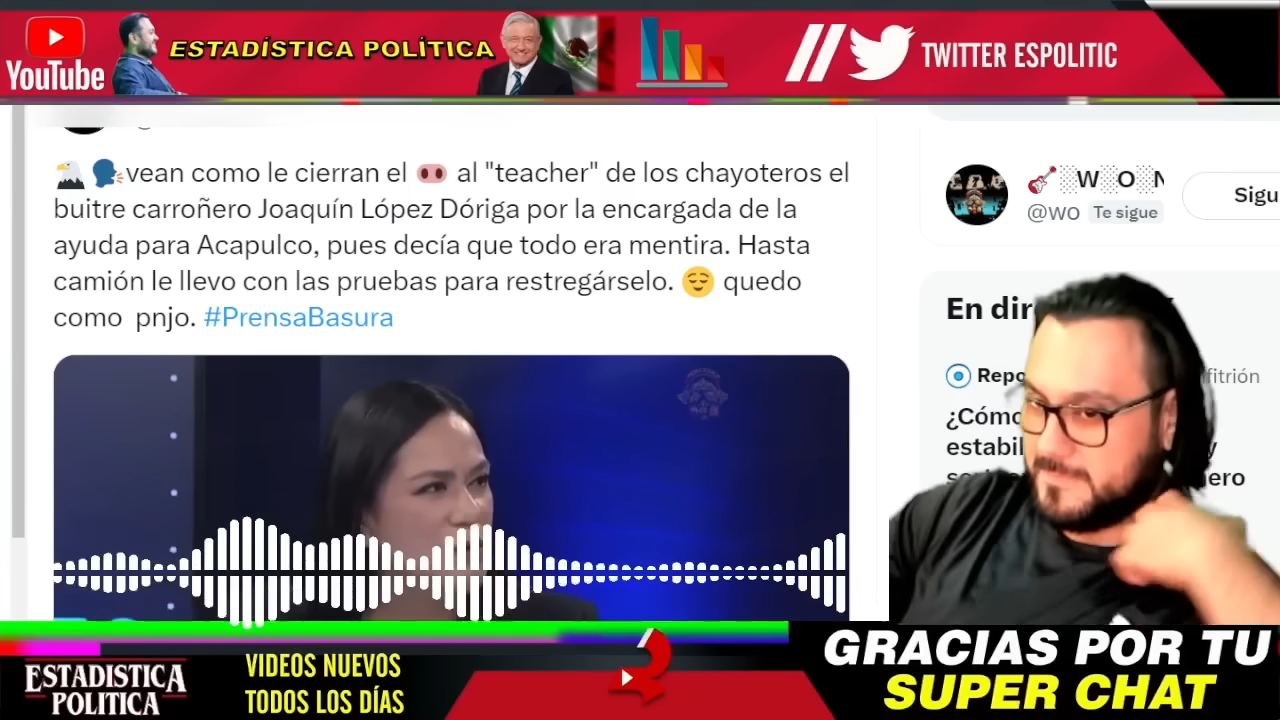 YouTube
ESTADÍSTICA POLÍTICA
TWITTER ESPOLITIC
vean como le cierran el 🐽 al "teacher" de los chayoteros el
buitre carroñero Joaquín López Dóriga por la encargada de la
ayuda para Acapulco, pues decía que todo era mentira. Hasta
camión le llevo con las pruebas para restregárselo. 😌 quedo
como pnjo. #PrensaBasura
W O N
@WO Te sigue
Sigu
En dir
Repo
fitrión
¿Cómo
estabil
y
nero
ESTADISTICA
POLITICA
VIDEOS NUEVOS
TODOS LOS DÍAS
GRACIAS POR TU
SUPER CHAT